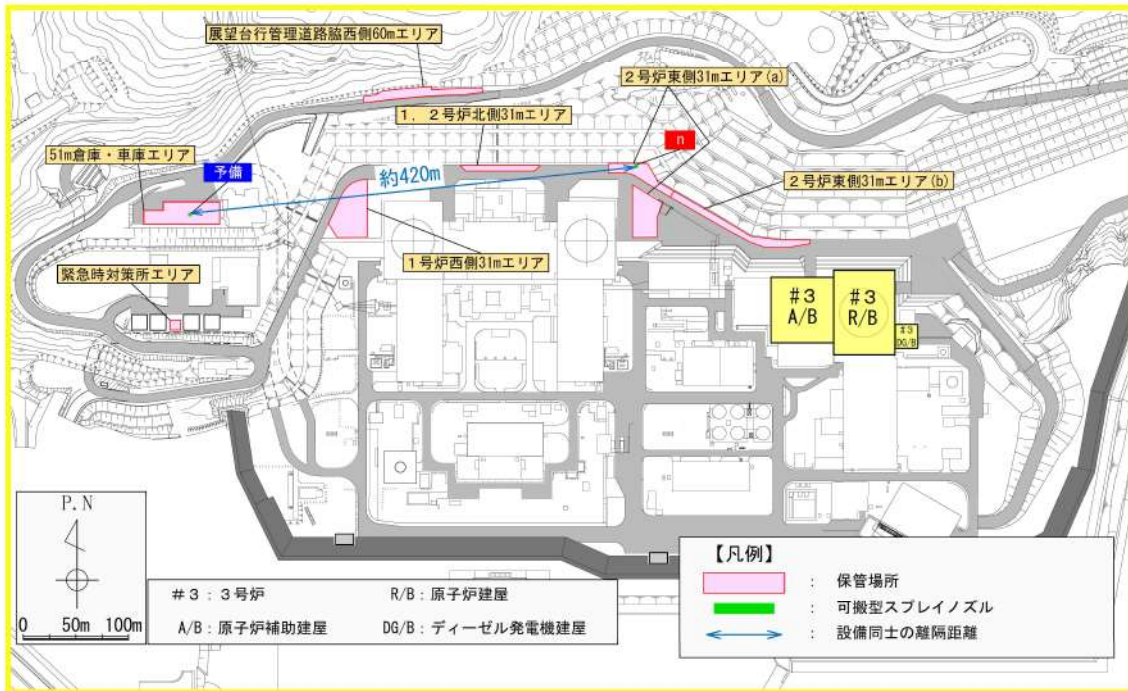 展望台行管理道路脇西側60mエリア
2号炉東側31mエリア(a)
1,2号炉北側31mエリア
n
51m倉庫・車庫エリア
予備
約420m
2号炉東側31mエリア(b)
緊急時対策所エリア
1号炉西側31mエリア
#3
A/B
#3
R/B
#3
DG/B
P.N
0 50m 100m
#3:3号炉
R/B:原子炉建屋
A/B:原子炉補助建屋
DG/B:ディーゼル発電機建屋
【凡例】
: 保管場所
: 可搬型スプレイノズル
: 設備同士の離隔距離